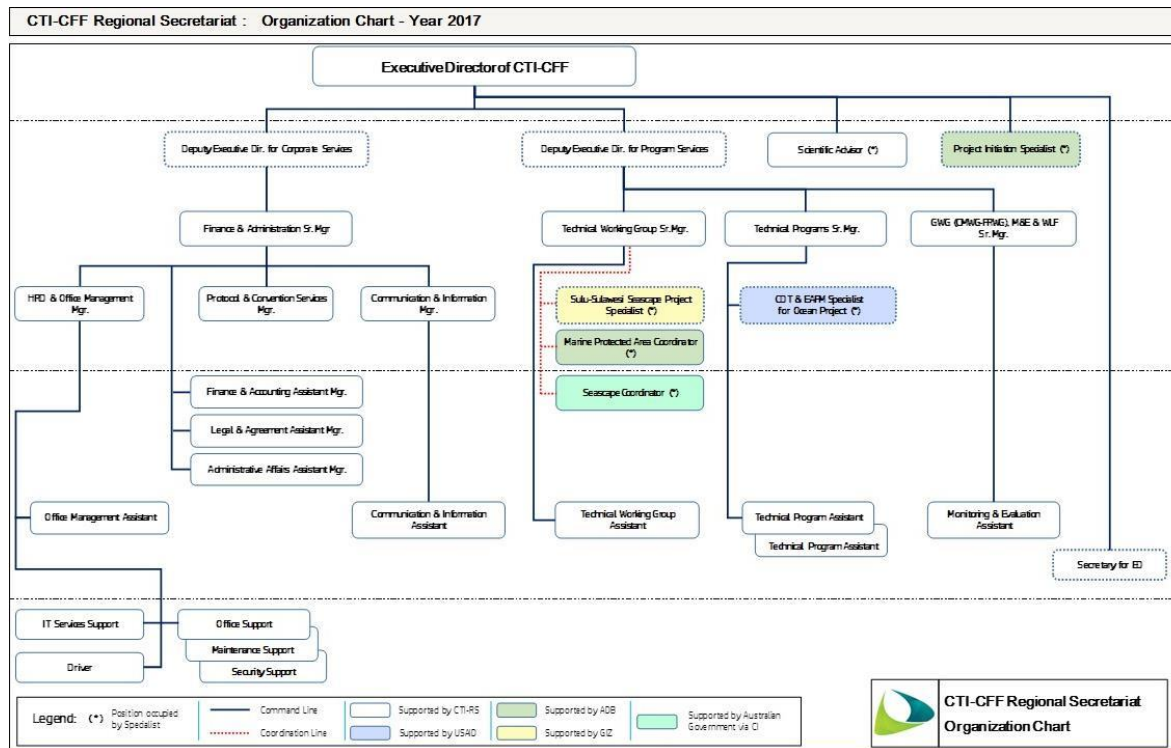 CTI-CFF Regional Secretariat : Organization Chart - Year 2017
Executive Director of CTI-CFF
Deputy Executive Dir. for Corporate Services
Deputy Executive Dir. for Program Services
Scientific Advisor (*)
Project Initiation Specialist (*)
Finance & Administration Sr. Mgr
Technical Working Group Sr. Mgr.
Technical Programs Sr. Mgr.
GWG (CMWG-FRWG), M&E & WLF
Sr. Mgr.
HRD & Office Management
Mgr.
Protocol & Convention Services
Mgr.
Communication & Information
Mgr.
Sulu-Sulawesi Seascape Project
Specialist (*)
CDT & EAFM Specialist
for Ocean Project (*)
Marine Protected Area Coordinator
(*)
Finance & Accounting Assistant Mgr.
Seascape Coordinator (*)
Legal & Agreement Assistant Mgr.
Administrative Affairs Assistant Mgr.
Office Management Assistant
Communication & Information
Assistant
Technical Working Group
Assistant
Technical Program Assistant
Technical Program Assistant
Monitoring & Evaluation
Assistant
Secretary for ED
IT Services Support
Office Support
Maintenance Support
Driver
Security Support
Legend:
(*) Position occupied
by Specialist
Command Line
Coordination Line
Supported by CTI-RS
Supported by USAID
Supported by ADB
Supported by GIZ
Supported by Australian
Government via CI
CTI-CFF Regional Secretariat
Organization Chart